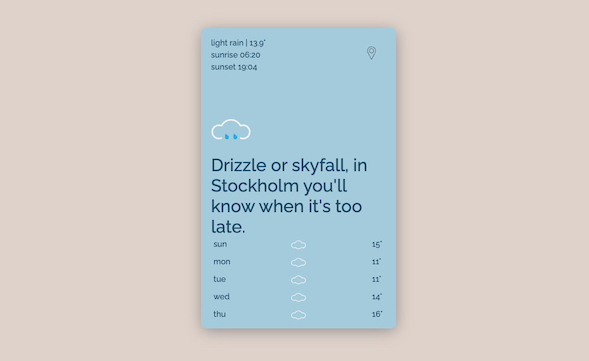 light rain | 13.9°
sunrise 06:20
sunset 19:04
Drizzle or skyfall, in
Stockholm you'll
know when it's too
late.
sun 15°
mon 11°
tue 11°
wed 14°
thu 16°